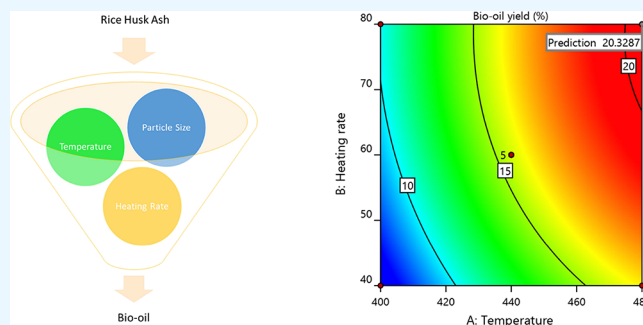 Rice Husk Ash
Temperature
Particle Size
Heating Rate
Bio-oil
Bio-oil yield (%)
Prediction 20.3287
20
5
15
10
80
70
60
50
40
B: Heating rate
400
420
440
460
48
A: Temperature